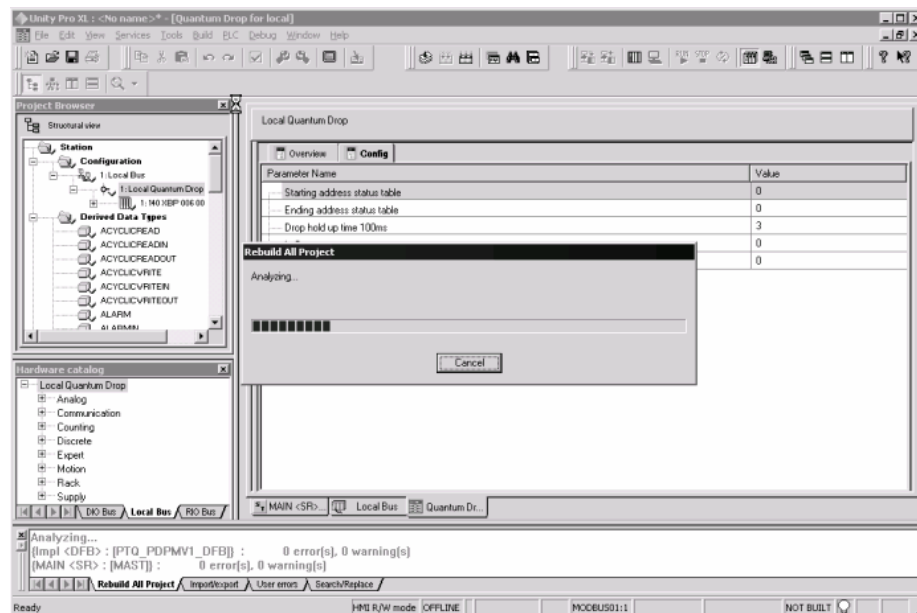 Unity Pro XL : <No name>* - [Quantum Drop for local]
File Edit View Services Tools Build PLC Debug Window Help
Project Browser
Structural view
Station
Configuration
1: Local Bus
1: Local Quantum Drop
1: 140 XBP 006 00
Derived Data Types
ACYCLICREAD
ACYCLICREADIN
ACYCLICREADOUT
ACYCLICWRITE
ACYCLICWRITEIN
ACYCLICWRITEOUT
ALARM
ALARMIN
Hardware catalog
Local Quantum Drop
Analog
Communication
Counting
Discrete
Expert
Motion
Rack
Supply
DIO Bus Local Bus RIO Bus
Local Quantum Drop
Overview Config
Parameter Name Value
Starting address status table 0
Ending address status table 0
Drop hold up time 100ms 3
0
0
Rebuild All Project
Analyzing...
Cancel
MAIN <SR>... Local Bus Quantum Dr...
Analyzing...
{Impl <DFB> : [PTQ_PDPMV1_DFB]} : 0 error(s), 0 warning(s)
{MAIN <SR> : [MAST]} : 0 error(s), 0 warning(s)
Rebuild All Project Import/export User errors Search/Replace
Ready HMI R/W mode OFFLINE MODBUS01:1 NOT BUILT